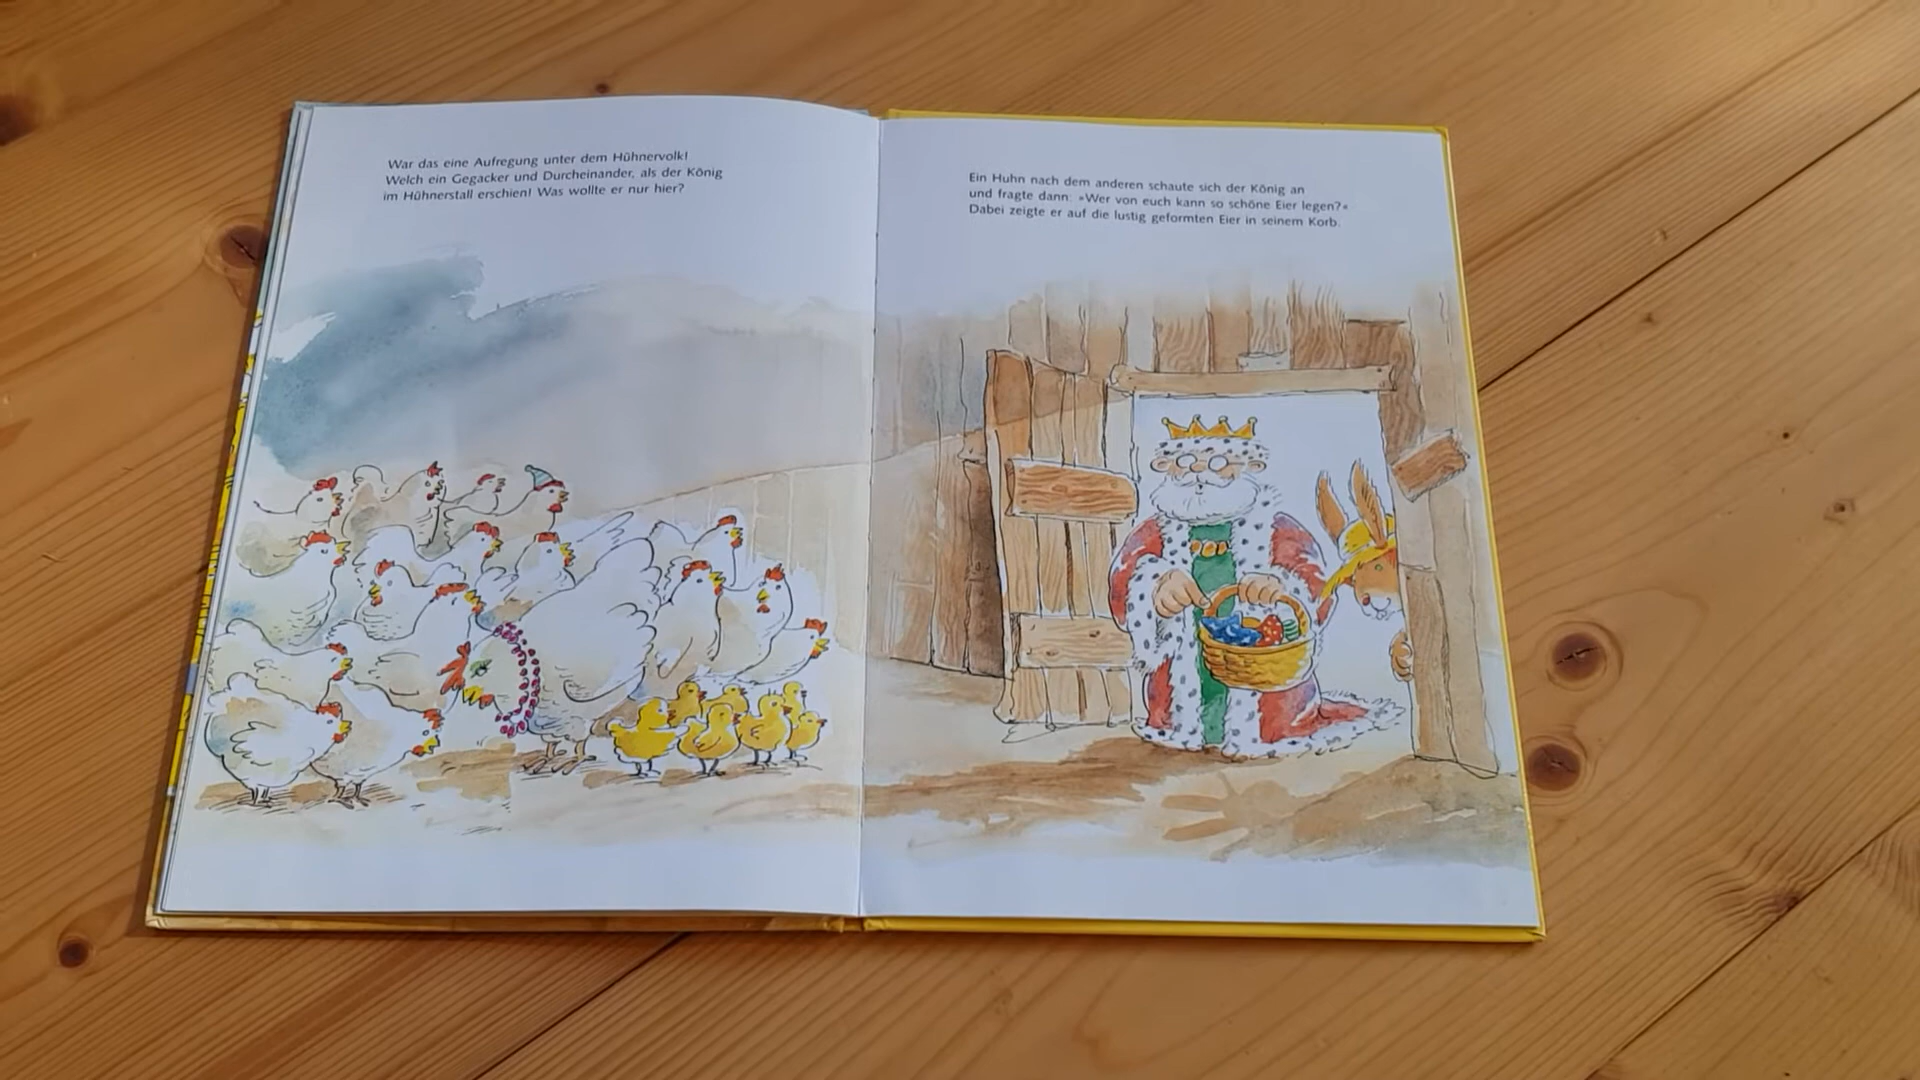 War das eine Aufregung unter dem Hühnervolk!
Welch ein Gegacker und Durcheinander, als der König
im Hühnerstall erschien! Was wollte er nur hier?
Ein Huhn nach dem anderen schaute sich der König an
und fragte dann: »Wer von euch kann so schöne Eier legen?«
Dabei zeigte er auf die lustig geformten Eier in seinem Korb.